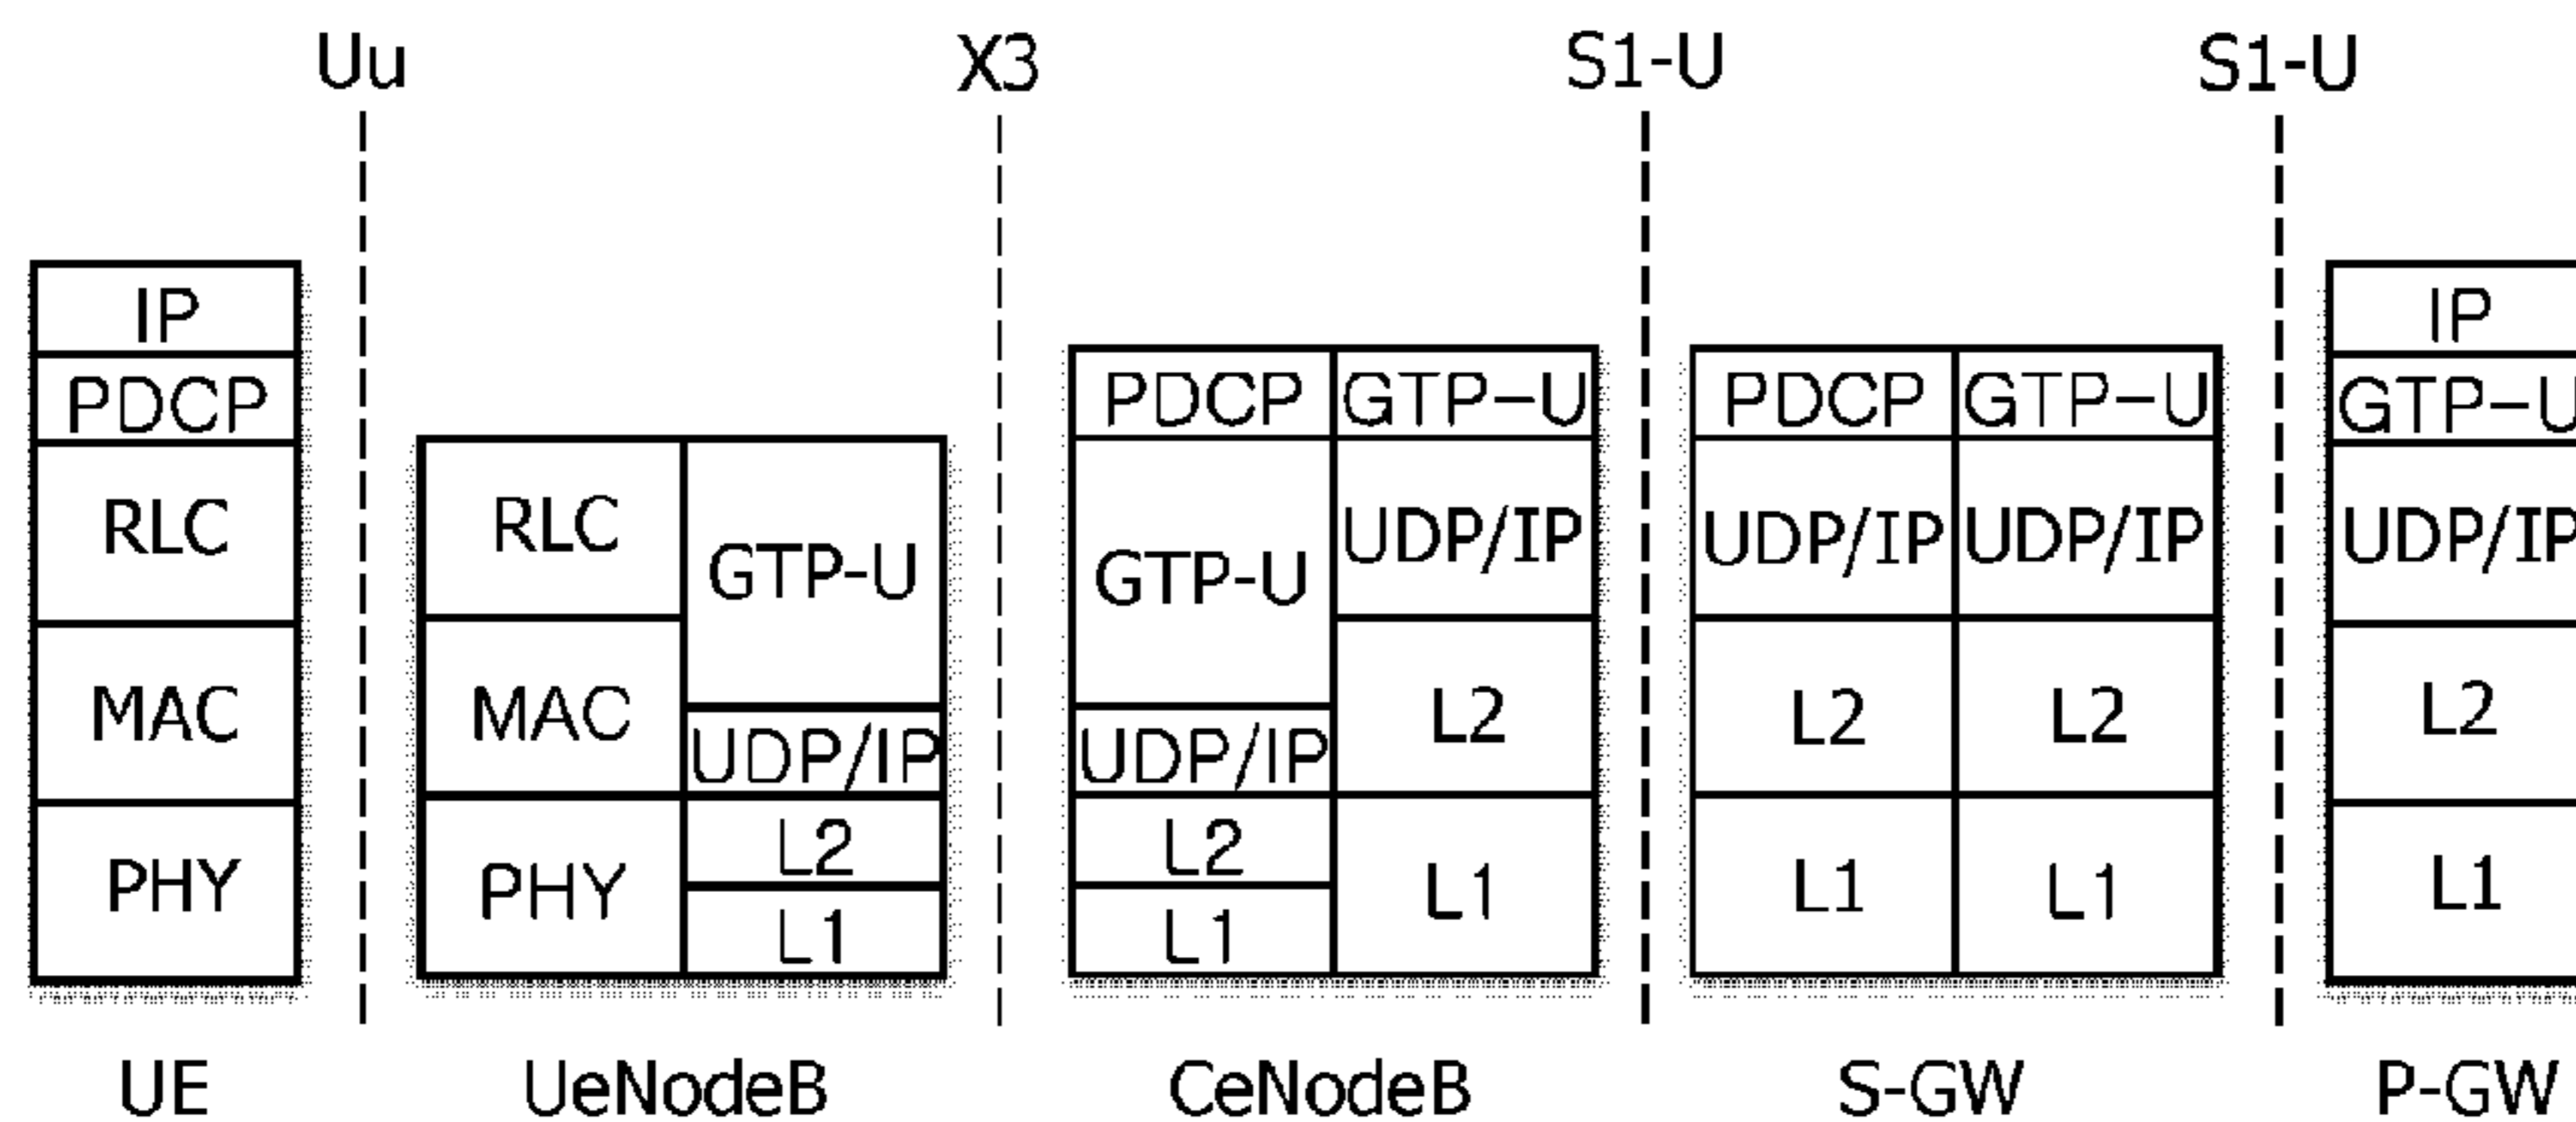 Uu
X3
S1-U
S1-U
IP
PDCP
RLC
MAC
PHY
UE
RLC
MAC
PHY
GTP-U
UDP/IP
L2
L1
UeNodeB
PDCP
GTP-U
UDP/IP
L2
L1
GTP-U
UDP/IP
L2
L1
CeNodeB
PDCP
UDP/IP
L2
L1
GTP-U
UDP/IP
L2
L1
S-GW
IP
GTP-U
UDP/IP
L2
L1
P-GW